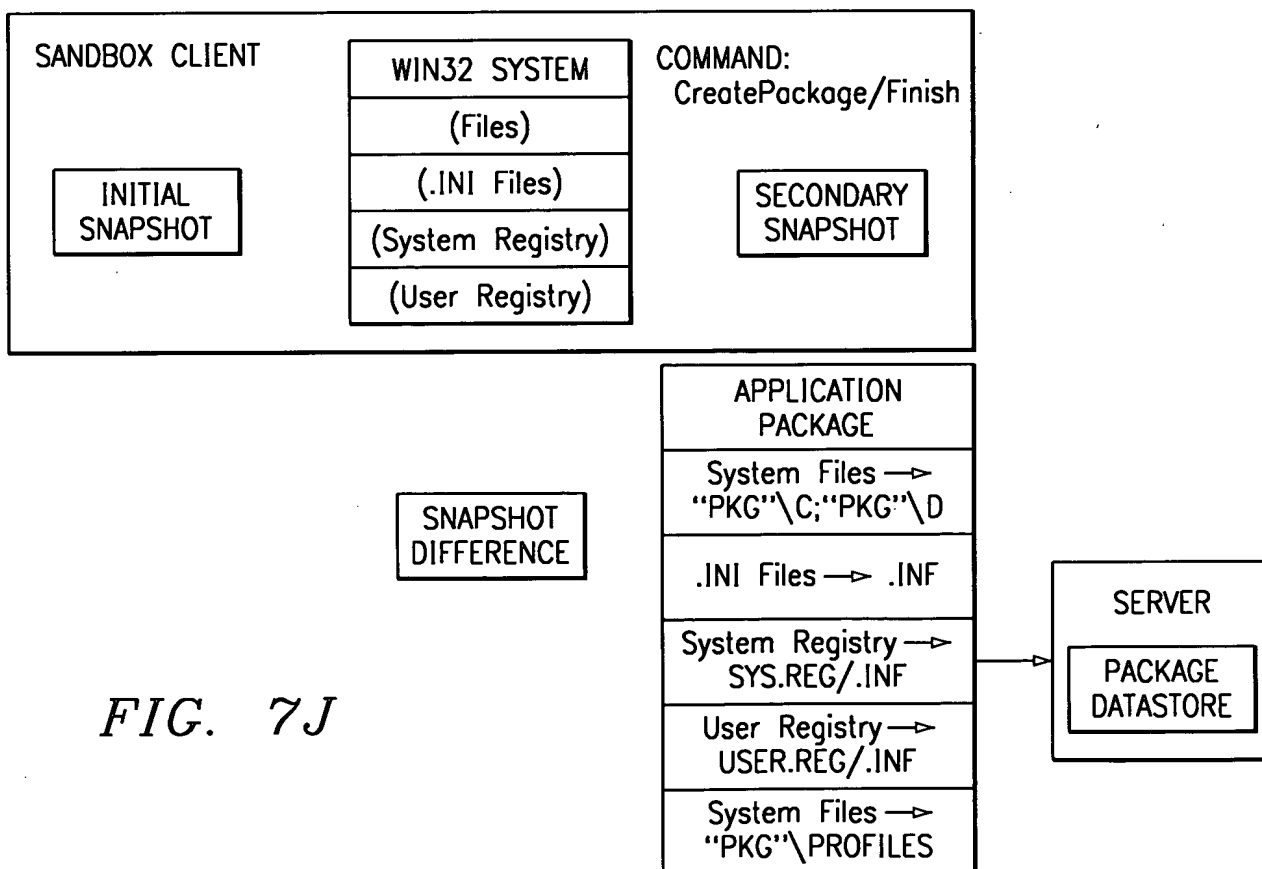 SANDBOX CLIENT
INITIAL
SNAPSHOT
WIN32 SYSTEM
(Files)
(.INI Files)
(System Registry)
(User Registry)
COMMAND:
CreatePackage/Finish
SECONDARY
SNAPSHOT
SNAPSHOT
DIFFERENCE
APPLICATION
PACKAGE
System Files →
“PKG”\C;“PKG”\D
.INI Files → .INF
System Registry →
SYS.REG/.INF
User Registry →
USER.REG/.INF
System Files →
“PKG”\PROFILES
SERVER
PACKAGE
DATASTORE
FIG. 7J